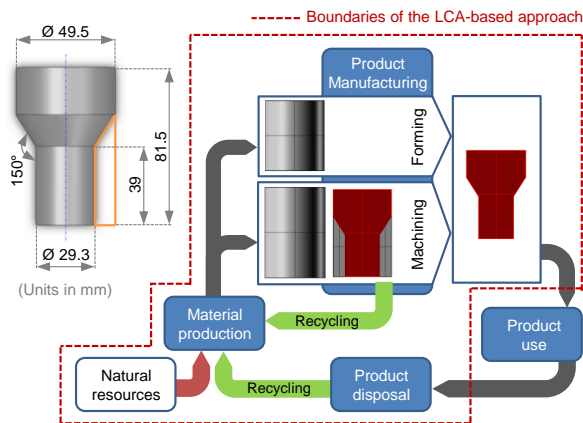 Boundaries of the LCA-based approach
Ø 49.5
150°
39
81.5
Ø 29.3
(Units in mm)
Product
Manufacturing
Forming
Machining
Recycling
Material
production
Product
use
Natural
resources
Recycling
Product
disposal